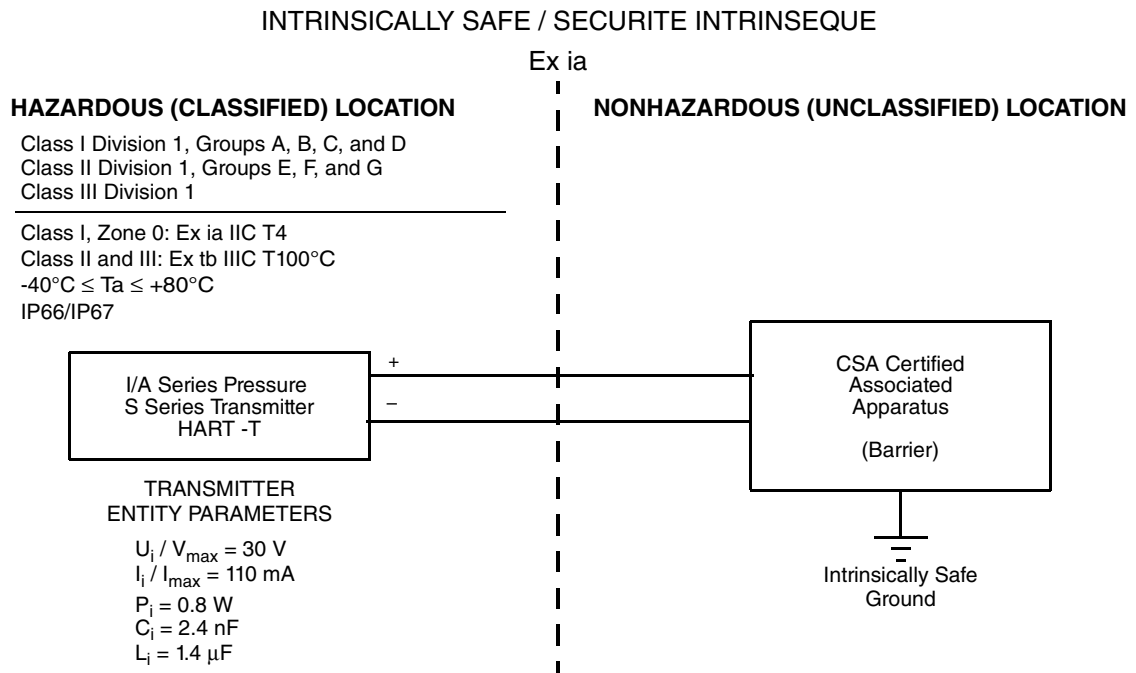 INTRINSICALLY SAFE / SECURITE INTRINSEQUE
Ex ia
HAZARDOUS (CLASSIFIED) LOCATION
Class I Division 1, Groups A, B, C, and D
Class II Division 1, Groups E, F, and G
Class III Division 1
Class I, Zone 0: Ex ia IIC T4
Class II and III: Ex tb IIIC T100°C
-40°C ≤ Ta ≤ +80°C
IP66/IP67
I/A Series Pressure
S Series Transmitter
HART -T
+
–
TRANSMITTER
ENTITY PARAMETERS
Ui / Vmax = 30 V
Ii / Imax = 110 mA
Pi = 0.8 W
Ci = 2.4 nF
Li = 1.4 μF
NONHAZARDOUS (UNCLASSIFIED) LOCATION
CSA Certified
Associated
Apparatus
(Barrier)
Intrinsically Safe
Ground